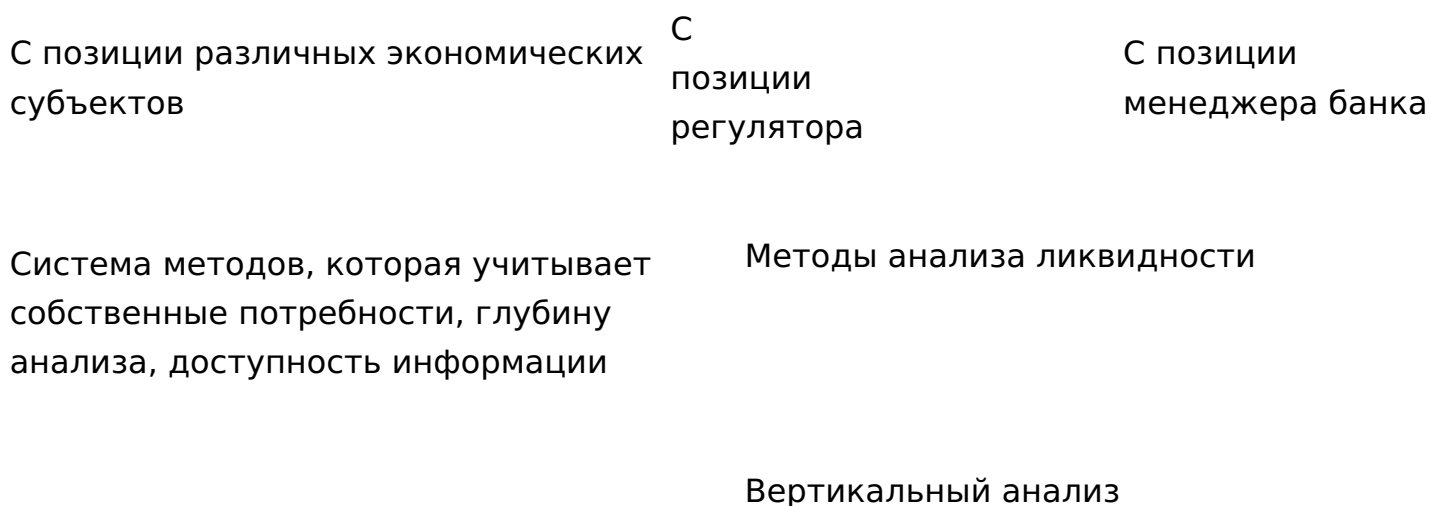 С позиции различных экономических
субъектов
С
позиции
регулятора
С позиции
менеджера банка
Система методов, которая учитывает
собственные потребности, глубину
анализа, доступность информации
Методы анализа ликвидности
Вертикальный анализ